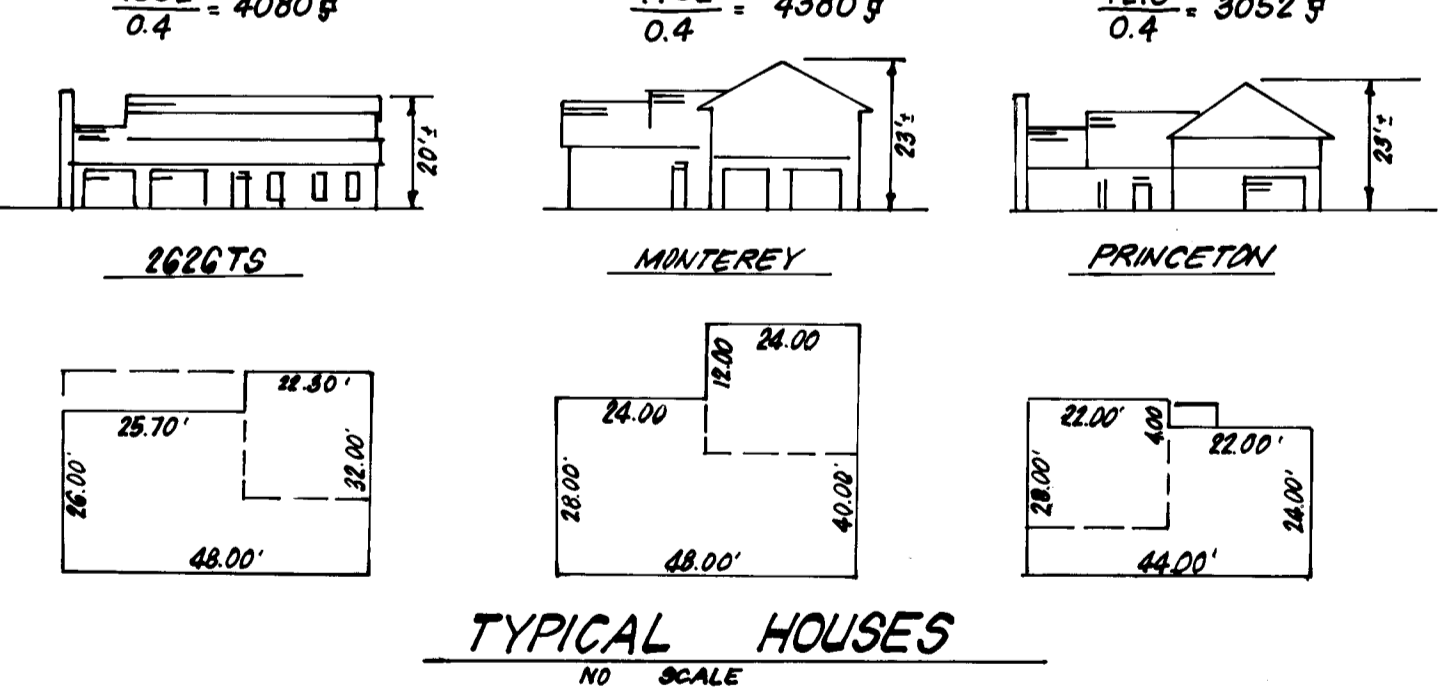 0.4 = 4080
0.4 = 4380
0.4 = 3052
20'±
23'±
23'±
2626 TS
MONTEREY
PRINCETON
22.30'
25.70'
26.00'
32.00'
48.00'
24.00
12.00
24.00
28.00'
40.00'
48.00'
22.00'
4.00
22.00'
28.00'
24.00'
44.00'
TYPICAL HOUSES
NO SCALE